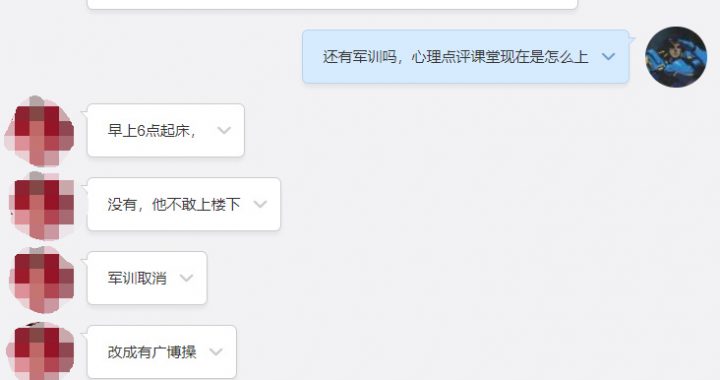 还有军训吗，心理点评课堂现在是怎么上
早上6点起床，
没有，他不敢上楼下
军训取消
改成有广博操